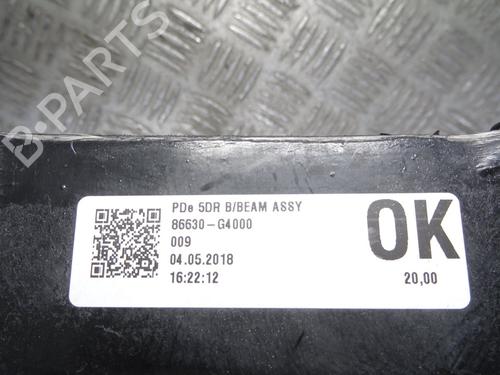 PDe 5DR B/BEAM ASSY
86630-G4000
009
04.05.2018
16:22:12
OK
20,00
B-PARTS